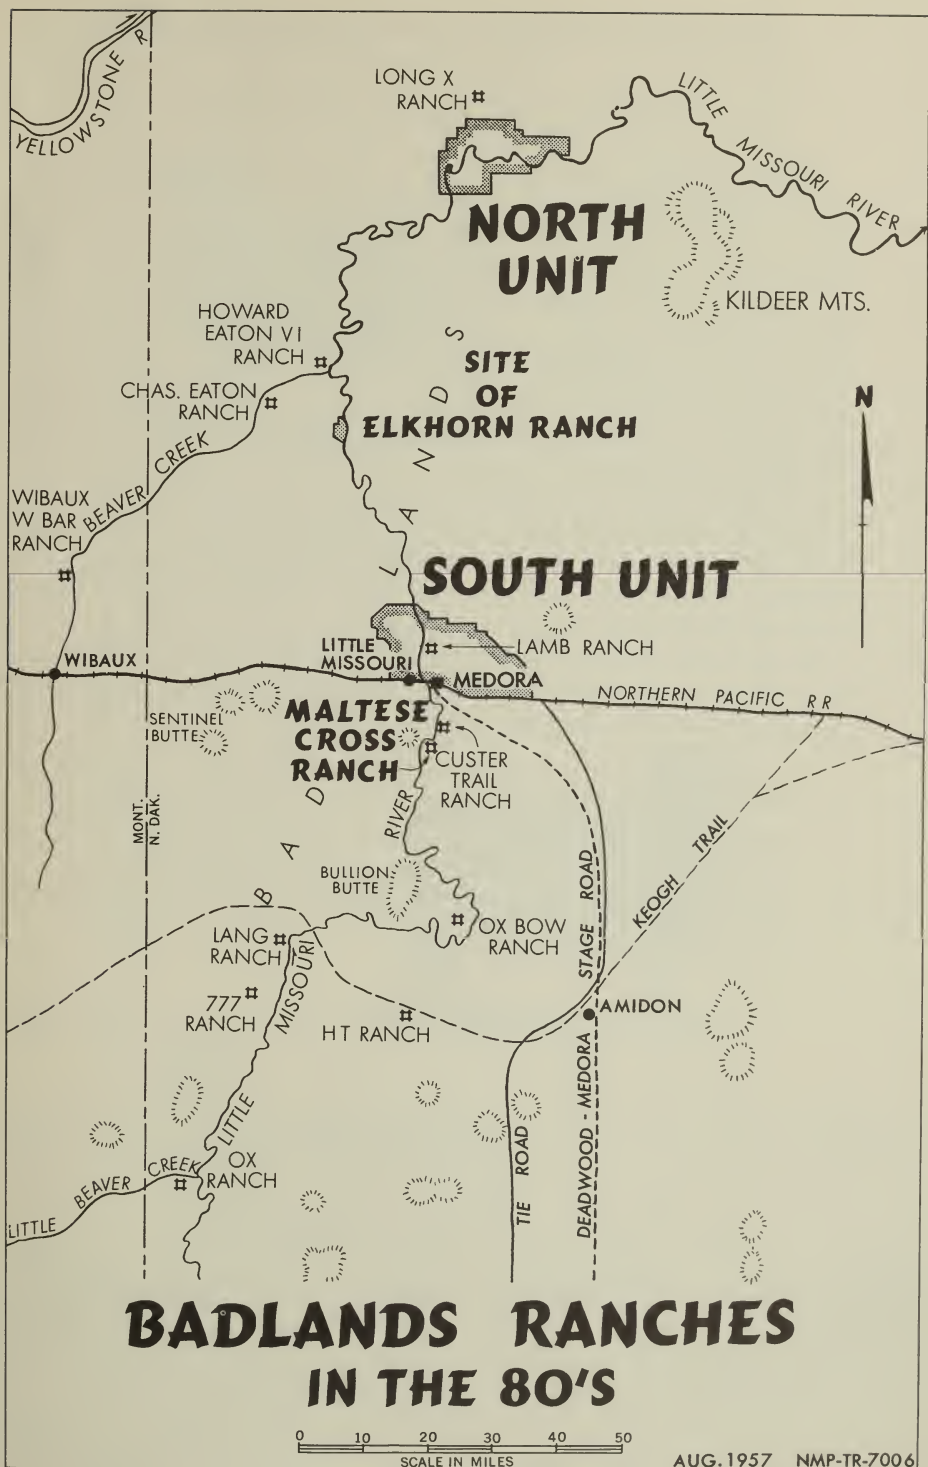 YELLOWSTONE R
LONG X
RANCH
LITTLE MISSOURI RIVER
NORTH
UNIT
KILDEER MTS.
HOWARD
EATON VI
RANCH
CHAS. EATON
RANCH
SITE
OF
ELKHORN RANCH
N
BEAVER CREEK
WIBAUX
W BAR
RANCH
BADLANDS
SOUTH UNIT
LAMB RANCH
LITTLE
MISSOURI
WIBAUX
MEDORA
NORTHERN PACIFIC RR
SENTINEL
BUTTE
MALTESE
CROSS
RANCH
CUSTER
TRAIL
RANCH
MONT.
N. DAK.
RIVER
KEOGH TRAIL
BULLION
BUTTE
OX BOW
RANCH
LANG
RANCH
777
RANCH
LITTLE MISSOURI
HT RANCH
AMIDON
DEADWOOD - MEDORA STAGE ROAD
TIE ROAD
OX
RANCH
LITTLE BEAVER CREEK
BADLANDS RANCHES
IN THE 80'S
0 10 20 30 40 50
SCALE IN MILES
AUG. 1957 NMP-TR-7006